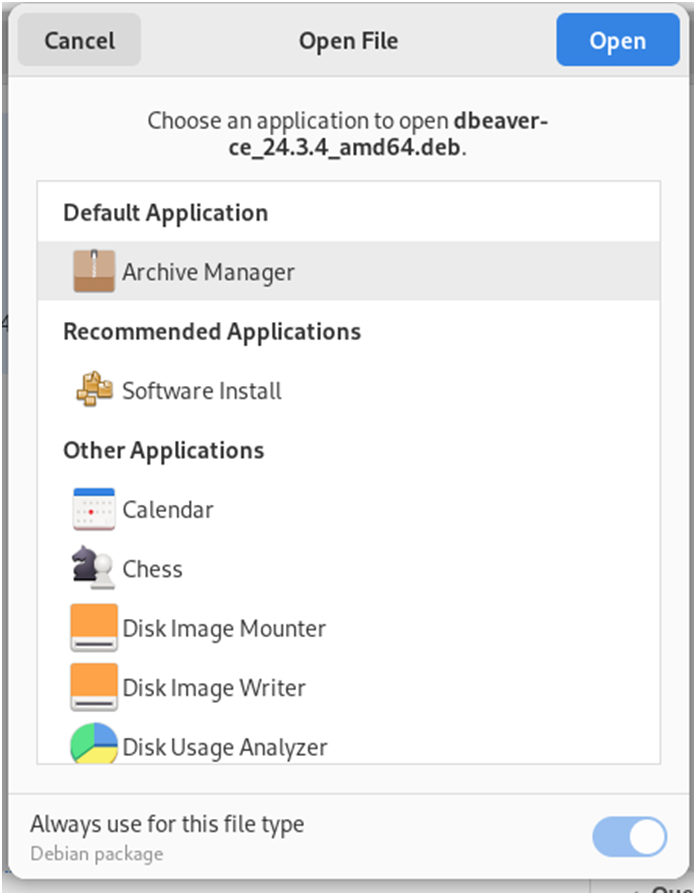 Cancel
Open File
Open
Choose an application to open dbeaver-
ce_24.3.4_amd64.deb.
Default Application
Archive Manager
Recommended Applications
Software Install
Other Applications
Calendar
Chess
Disk Image Mounter
Disk Image Writer
Disk Usage Analyzer
Always use for this file type
Debian package